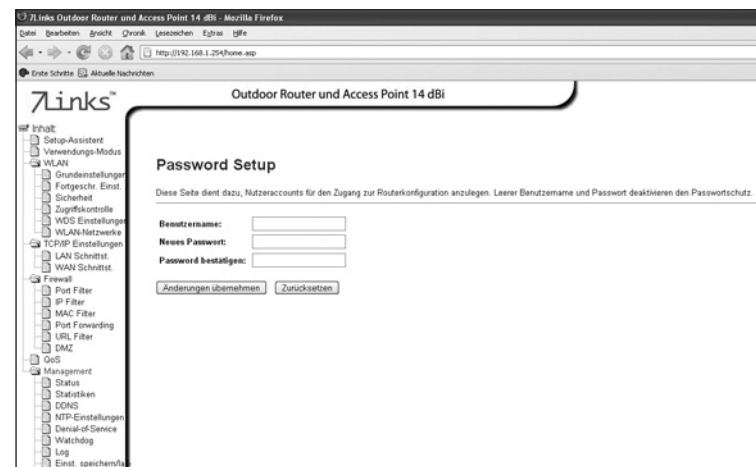 7Links Outdoor Router und Access Point 14 dBi - Mozilla Firefox
Datei Bearbeiten Ansicht Chronik Lesezeichen Extras Hilfe
http://192.168.1.254/home.asp
Erste Schritte Aktuelle Nachrichten
7Links™
Outdoor Router und Access Point 14 dBi
Inhalt
Setup-Assistent
Verwendungs-Modus
WLAN
Grundeinstellungen
Fortgeschr. Einst.
Sicherheit
Zugriffskontrolle
WDS Einstellungen
WLAN-Netzwerke
TCP/IP Einstellungen
LAN Schnittst.
WAN Schnittst.
Firewall
Port Filter
IP Filter
MAC Filter
Port Forwarding
URL Filter
DMZ
QoS
Management
Status
Statistiken
DDNS
NTP-Einstellungen
Denial-of-Service
Watchdog
Log
Einst. speichern/la
Password Setup
Diese Seite dient dazu, Nutzeraccounts für den Zugang zur Routerkonfiguration anzulegen. Leerer Benutzername und Passwort deaktivieren den Passwortschutz.
Benutzername:
Neues Passwort:
Password bestätigen:
Änderungen übernehmen Zurücksetzen